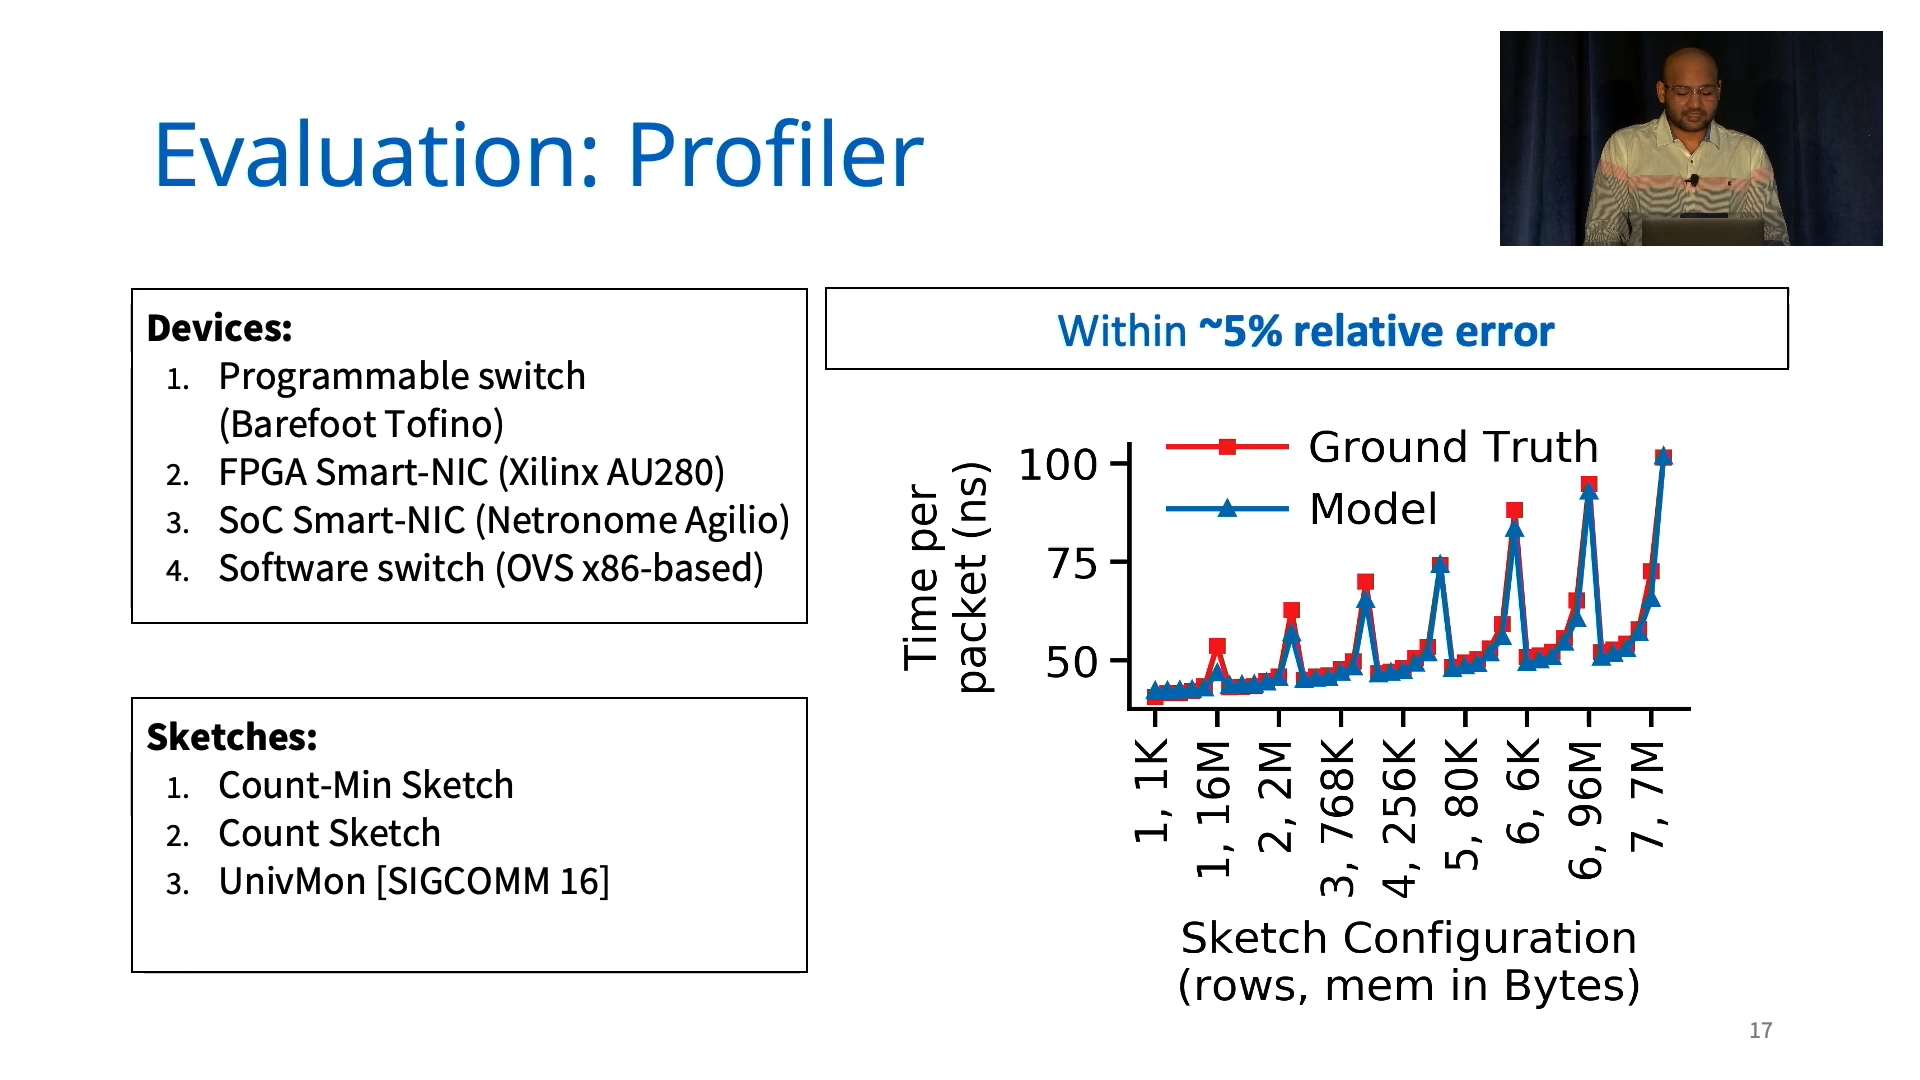 Evaluation: Profiler
Devices:
1. Programmable switch
(Barefoot Tofino)
2. FPGA Smart-NIC (Xilinx AU280)
3. SoC Smart-NIC (Netronome Agilio)
4. Software switch (OVS x86-based)
Sketches:
1. Count-Min Sketch
2. Count Sketch
3. UnivMon [SIGCOMM 16]
Within ~5% relative error
Ground Truth
Model
Time per
packet (ns)
100
75
50
1, 1K
1, 16M
2, 2M
3, 768K
4, 256K
5, 80K
6, 6K
6, 96M
7, 7M
Sketch Configuration
(rows, mem in Bytes)
17